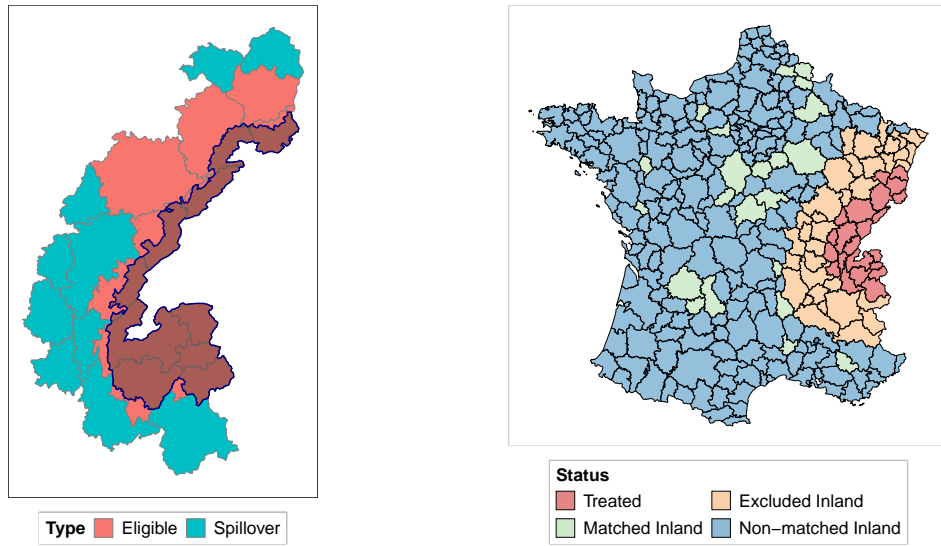 Type Eligible Spillover
Status
Treated Excluded Inland
Matched Inland Non−matched Inland